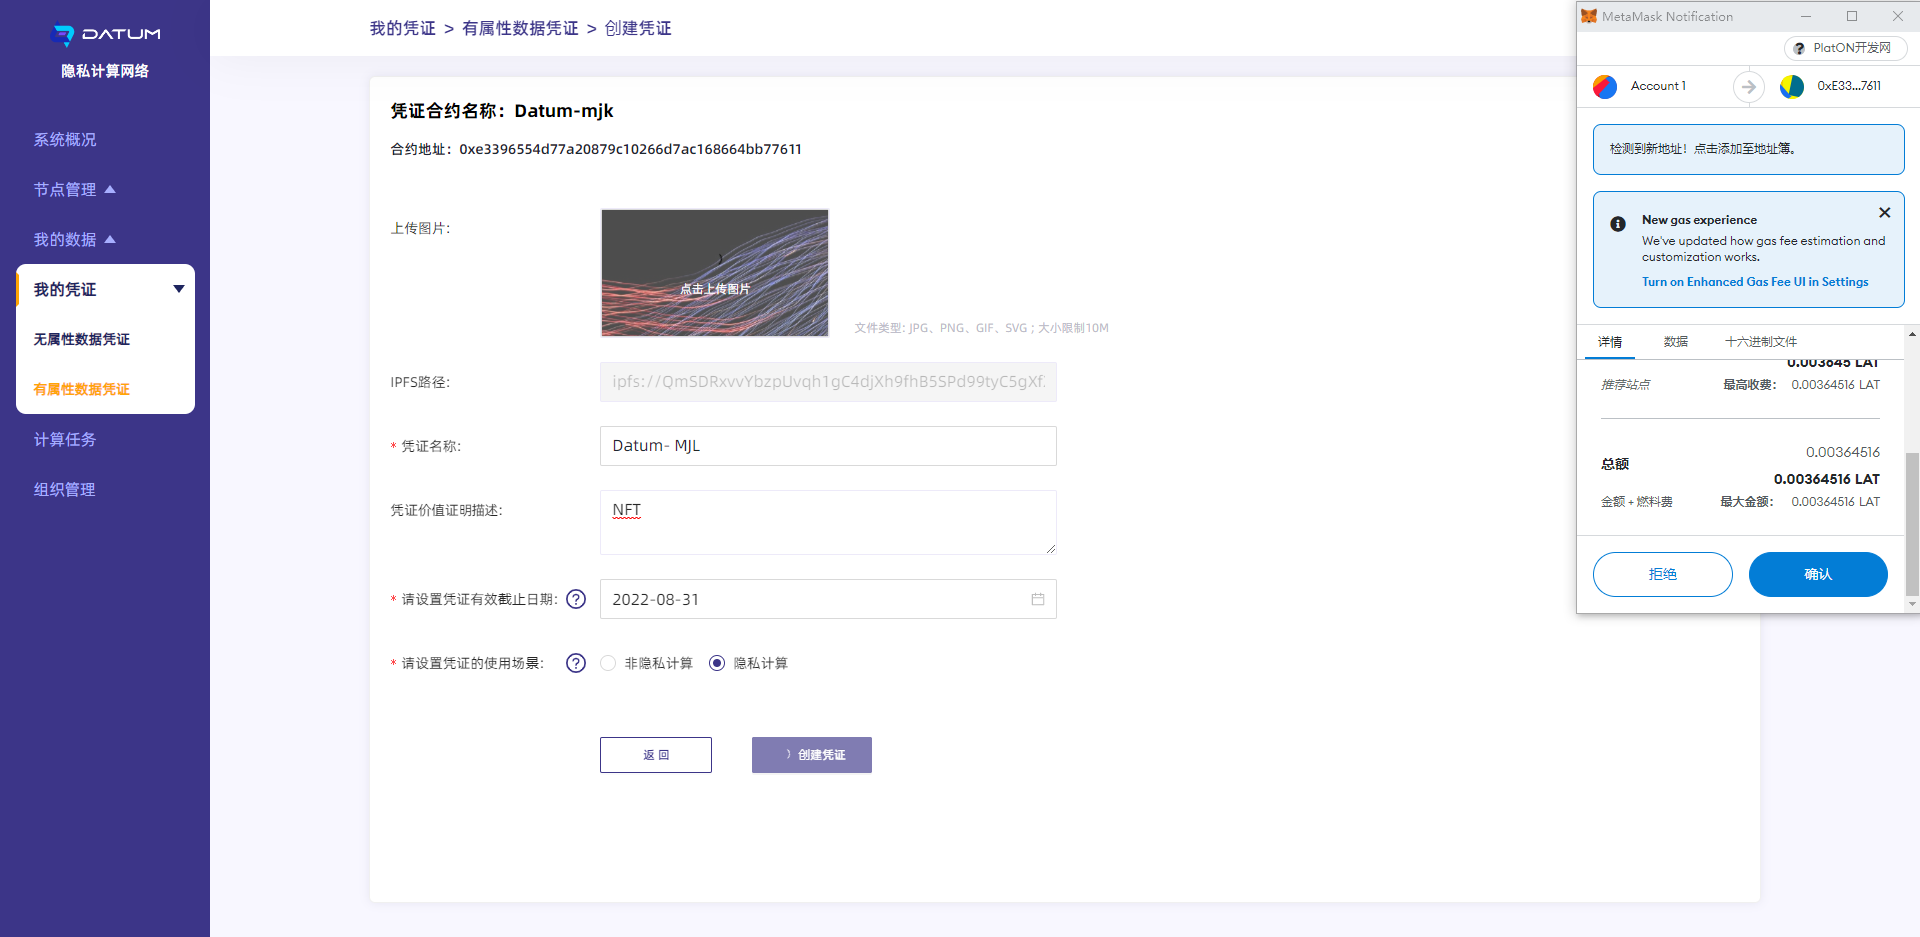 DATUM
隐私计算网络
系统概况
节点管理
我的数据
我的凭证
无属性数据凭证
有属性数据凭证
计算任务
组织管理
我的凭证 > 有属性数据凭证 > 创建凭证
凭证合约名称：Datum-mjk
合约地址：0xe3396554d77a20879c10266d7ac168664bb77611
上传图片：
点击上传图片
文件类型：JPG、PNG、GIF、SVG；大小限制10M
IPFS路径：
ipfs://QmSDRxvvYbzpUvqh1gC4djXh9fhB5SPd99tyC5gXf
* 凭证名称：
Datum- MJL
凭证价值证明描述：
NFT
* 请设置凭证有效截止日期：
?
2022-08-31
* 请设置凭证的使用场景：
?
非隐私计算
隐私计算
返 回
创建凭证
MetaMask Notification
PlatON开发网
Account 1
0xE33...7611
检测到新地址！点击添加至地址簿。
New gas experience
We've updated how gas fee estimation and
customization works.
Turn on Enhanced Gas Fee UI in Settings
详情
数据
十六进制文件
0.003645 LAT
推荐站点
最高收费： 0.00364516 LAT
0.00364516
总额
0.00364516 LAT
金额 + 燃料费
最大金额： 0.00364516 LAT
拒绝
确认